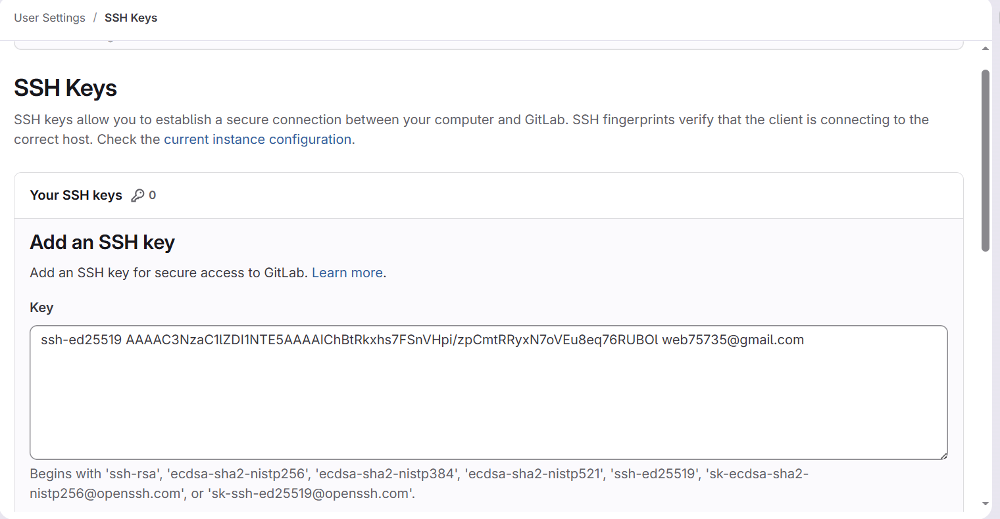 User Settings / SSH Keys
SSH Keys
SSH keys allow you to establish a secure connection between your computer and GitLab. SSH fingerprints verify that the client is connecting to the
correct host. Check the current instance configuration.
Your SSH keys 0
Add an SSH key
Add an SSH key for secure access to GitLab. Learn more.
Key
ssh-ed25519 AAAAC3NzaC1lZDI1NTE5AAAAIChBtRkxhs7FSnVHpi/zpCmtRRyxN7oVEu8eq76RUBOl web75735@gmail.com
Begins with 'ssh-rsa', 'ecdsa-sha2-nistp256', 'ecdsa-sha2-nistp384', 'ecdsa-sha2-nistp521', 'ssh-ed25519', 'sk-ecdsa-sha2-
nistp256@openssh.com', or 'sk-ssh-ed25519@openssh.com'.